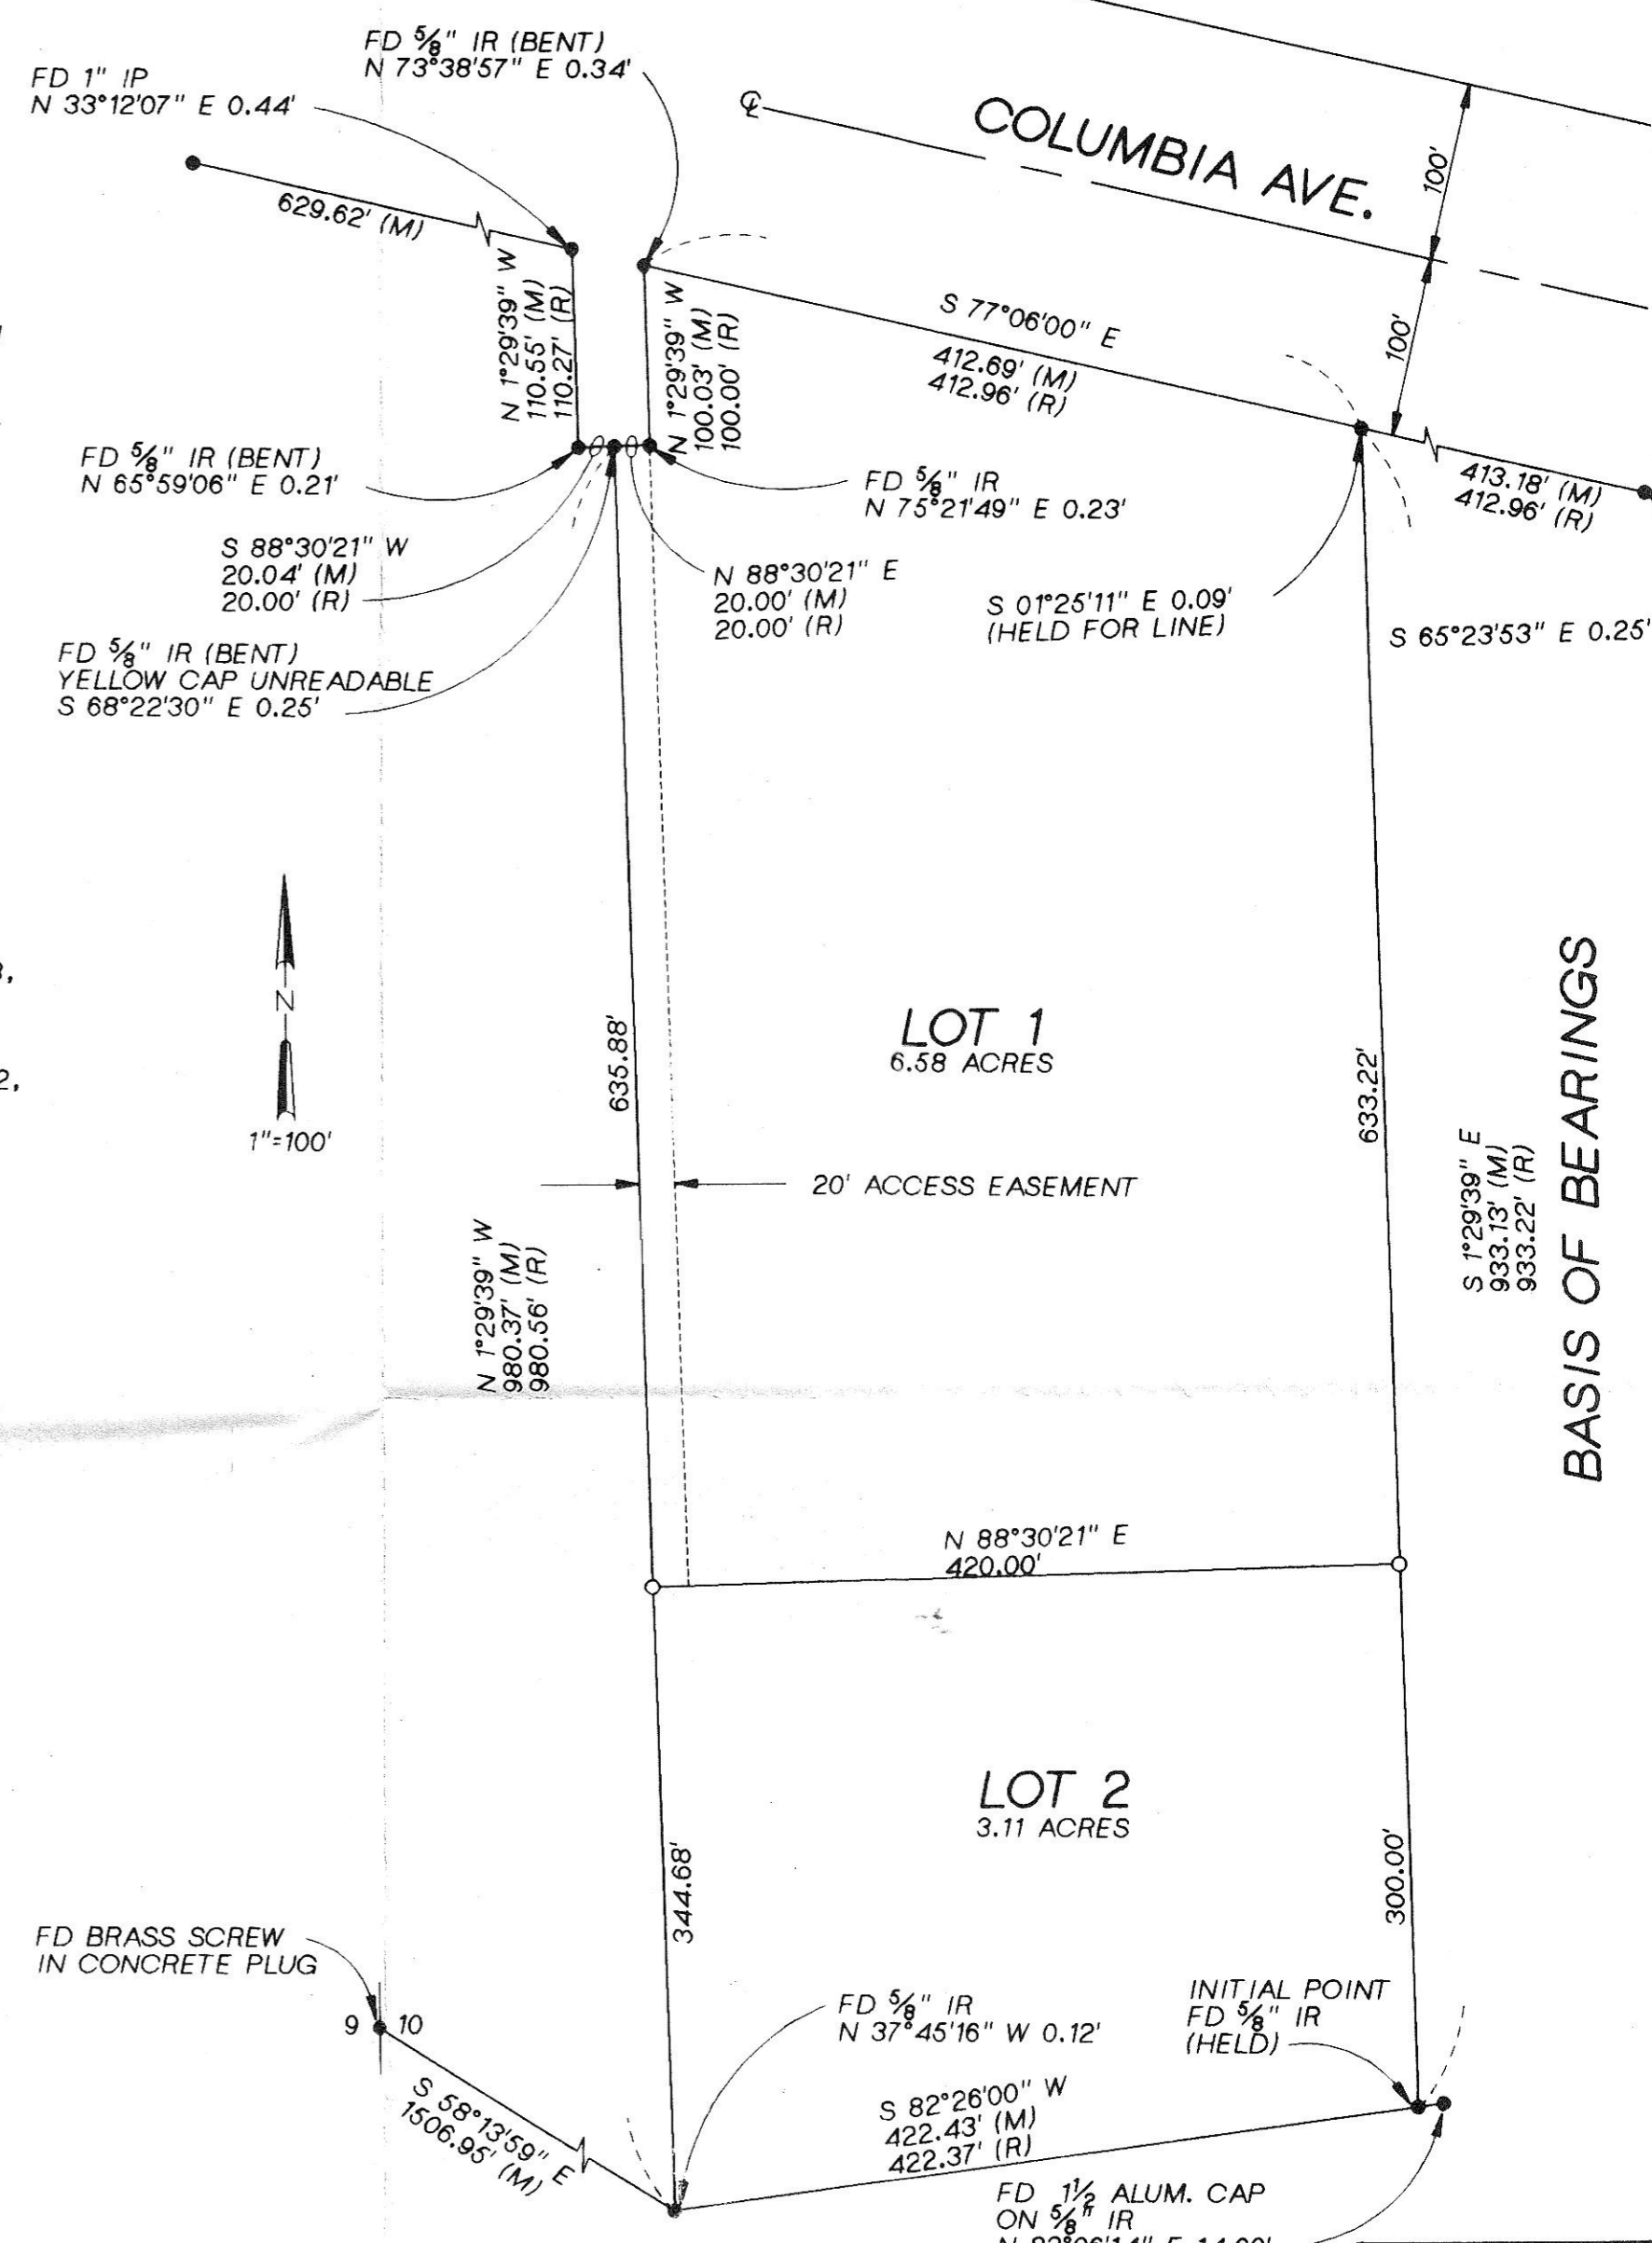 FD 5/8" IR (BENT)
N 73°38'57" E 0.34'
FD 1" IP
N 33°12'07" E 0.44'
℄
COLUMBIA AVE.
100'
629.62' (M)
N 1°29'39" W
110.55' (M)
110.27' (R)
N 1°29'39" W
100.03' (M)
100.00' (R)
S 77°06'00" E
412.69' (M)
412.96' (R)
100'
413.18' (M)
412.96' (R)
FD 5/8" IR (BENT)
N 65°59'06" E 0.21'
FD 5/8" IR
N 75°21'49" E 0.23'
S 88°30'21" W
20.04' (M)
20.00' (R)
N 88°30'21" E
20.00' (M)
20.00' (R)
S 01°25'11" E 0.09'
(HELD FOR LINE)
S 65°23'53" E 0.25'
FD 5/8" IR (BENT)
YELLOW CAP UNREADABLE
S 68°22'30" E 0.25'
N
1"=100'
635.88'
LOT 1
6.58 ACRES
633.22'
20' ACCESS EASEMENT
N 1°29'39" W
980.37' (M)
980.56' (R)
S 1°29'39" E
933.13' (M)
933.22' (R)
BASIS OF BEARINGS
N 88°30'21" E
420.00'
LOT 2
3.11 ACRES
344.68'
300.00'
FD BRASS SCREW
IN CONCRETE PLUG
9 10
S 58°13'59" E
1506.95' (M)
FD 5/8" IR
N 37°45'16" W 0.12'
INITIAL POINT
FD 5/8" IR
(HELD)
S 82°26'00" W
422.43' (M)
422.37' (R)
FD 1 1/2 ALUM. CAP
ON 5/8" IR